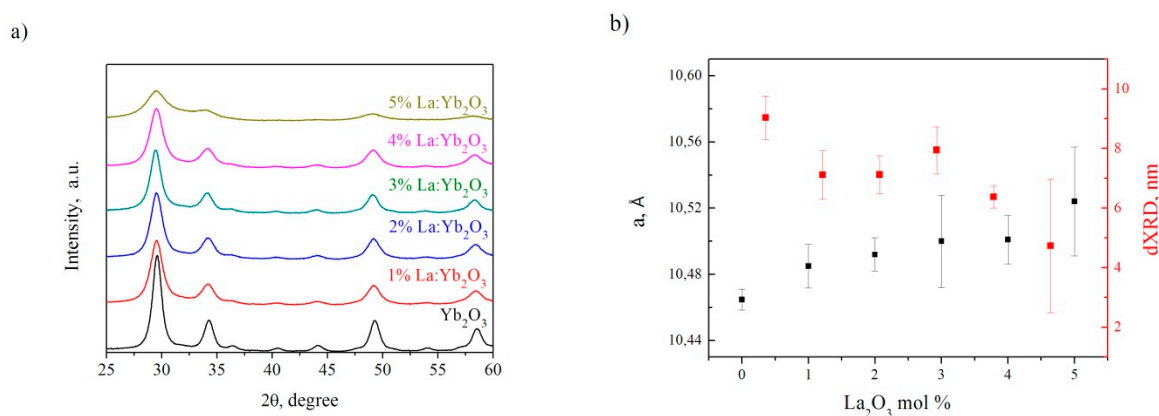 a)
5% La:Yb₂O₃
4% La:Yb₂O₃
3% La:Yb₂O₃
2% La:Yb₂O₃
1% La:Yb₂O₃
Yb₂O₃
Intensity, a.u.
25 30 35 40 45 50 55 60
2θ, degree
b)
10,60
10,56
10,52
10,48
10,44
a, Å
10
8
6
4
2
dXRD, nm
0 1 2 3 4 5
La₂O₃ mol %